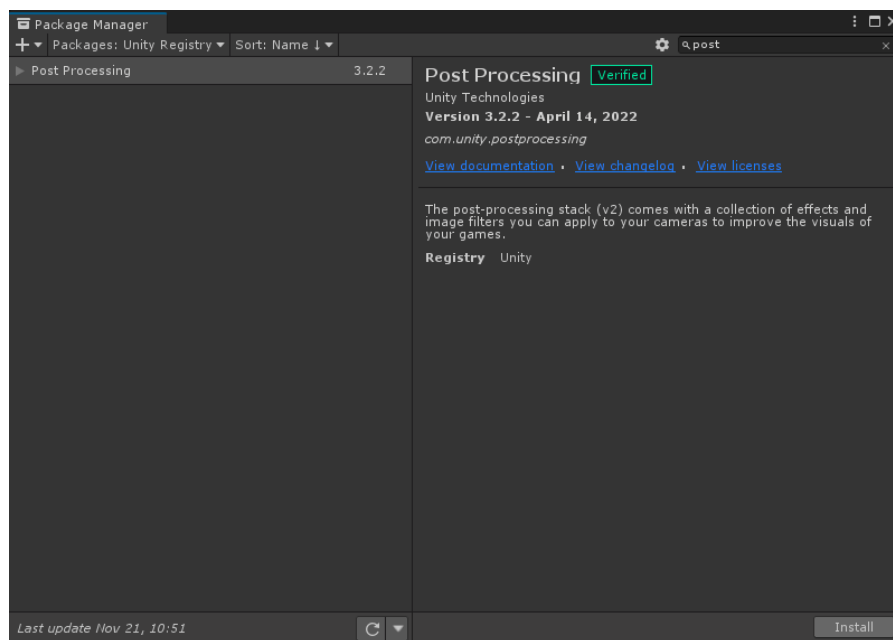 Package Manager
+ Packages: Unity Registry Sort: Name ↓ post ×
Post Processing 3.2.2
Post Processing Verified
Unity Technologies
Version 3.2.2 - April 14, 2022
com.unity.postprocessing
View documentation • View changelog • View licenses
The post-processing stack (v2) comes with a collection of effects and
image filters you can apply to your cameras to improve the visuals of
your games.
Registry Unity
Last update Nov 21, 10:51
Install